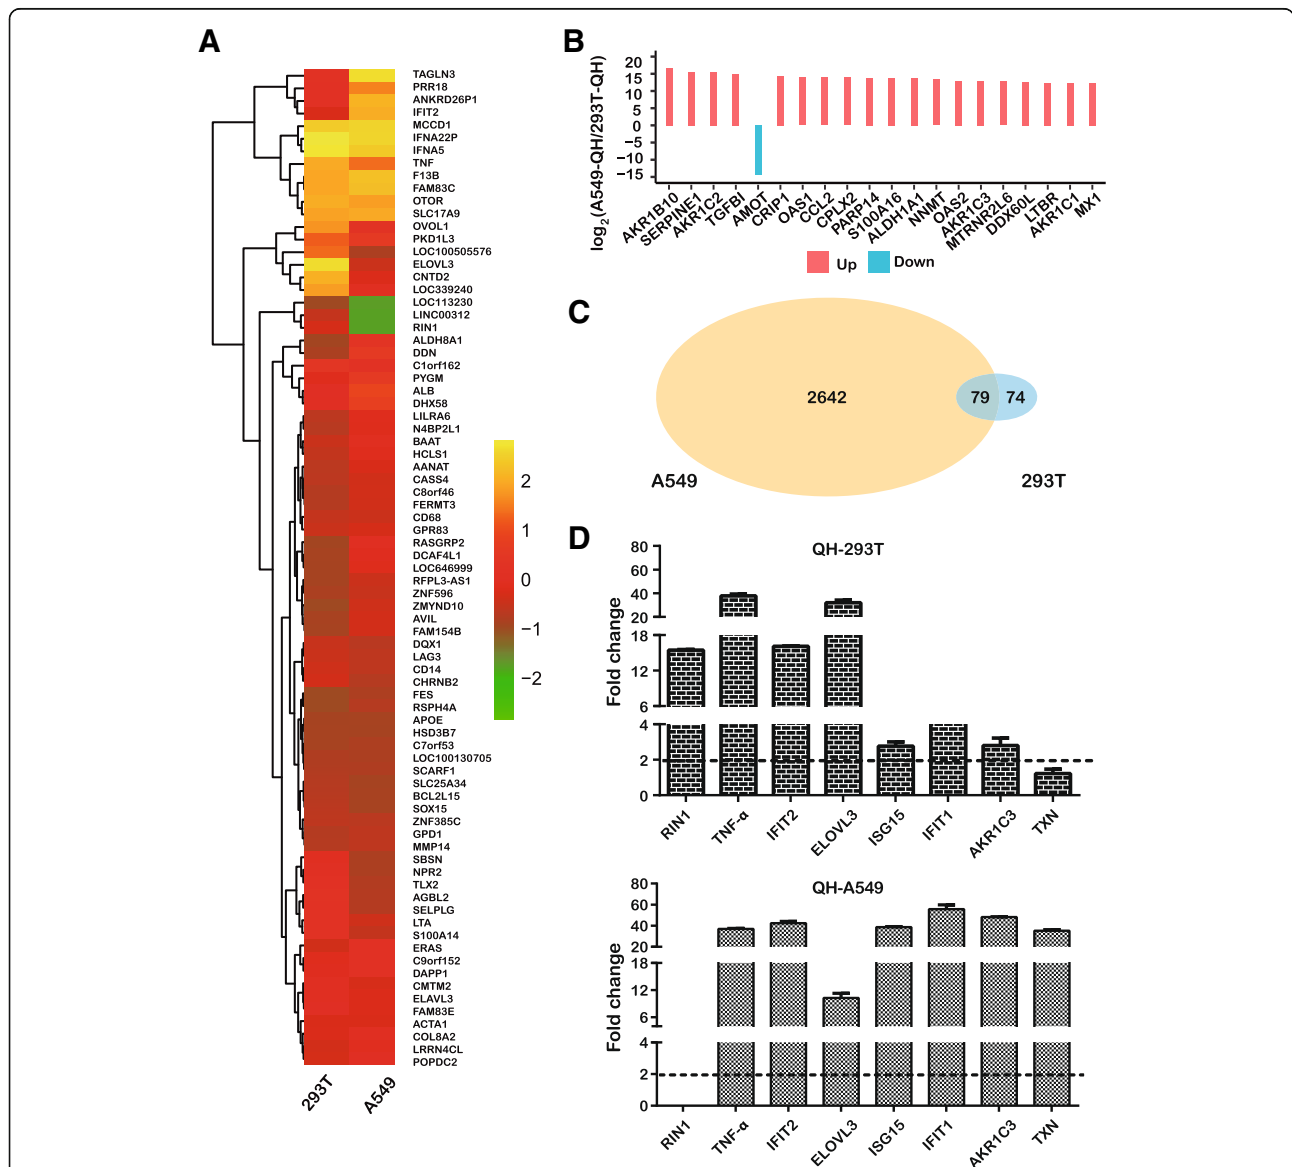 A
TAGLN3
PRR18
ANKRD26P1
IFIT2
MCCD1
IFNA22P
IFNA5
TNF
F13B
FAM83C
OTOR
SLC17A9
OVOL1
PKD1L3
LOC100505576
ELOVL3
CNTD2
LOC339240
LOC113230
LINC00312
RIN1
ALDH8A1
DDN
C1orf162
PYGM
ALB
DHX58
LILRA6
N4BP2L1
BAAT
HCLS1
AANAT
CASS4
C8orf46
FERMT3
CD68
GPR83
RASGRP2
DCAF4L1
LOC646999
RFPL3-AS1
ZNF596
ZMYND10
AVIL
FAM154B
DQX1
LAG3
CD14
CHRNB2
FES
RSPH4A
APOE
HSD3B7
C7orf53
LOC100130705
SCARF1
SLC25A34
BCL2L15
SOX15
ZNF385C
GPD1
MMP14
SBSN
NPR2
TLX2
AGBL2
SELPLG
LTA
S100A14
ERAS
C9orf152
DAPP1
CMTM2
ELAVL3
FAM83E
ACTA1
COL8A2
LRRN4CL
POPDC2
293T
A549
2
1
0
−1
−2
B
log2(A549-QH/293T-QH)
20
15
10
5
0
−5
−10
−15
AKR1B10
SERPINE1
AKR1C2
TGFBI
AMOT
CRIP1
OAS1
CCL2
CPLX2
PARP14
S100A16
ALDH1A1
NNMT
OAS2
AKR1C3
MTRNR2L6
DDX60L
LTBR
AKR1C1
MX1
Up
Down
C
2642
79
74
A549
293T
D
QH-293T
Fold change
80
60
40
20
18
12
6
4
2
0
RIN1
TNF-α
IFIT2
ELOVL3
ISG15
IFIT1
AKR1C3
TXN
QH-A549
Fold change
80
60
40
20
18
12
6
4
2
0
RIN1
TNF-α
IFIT2
ELOVL3
ISG15
IFIT1
AKR1C3
TXN